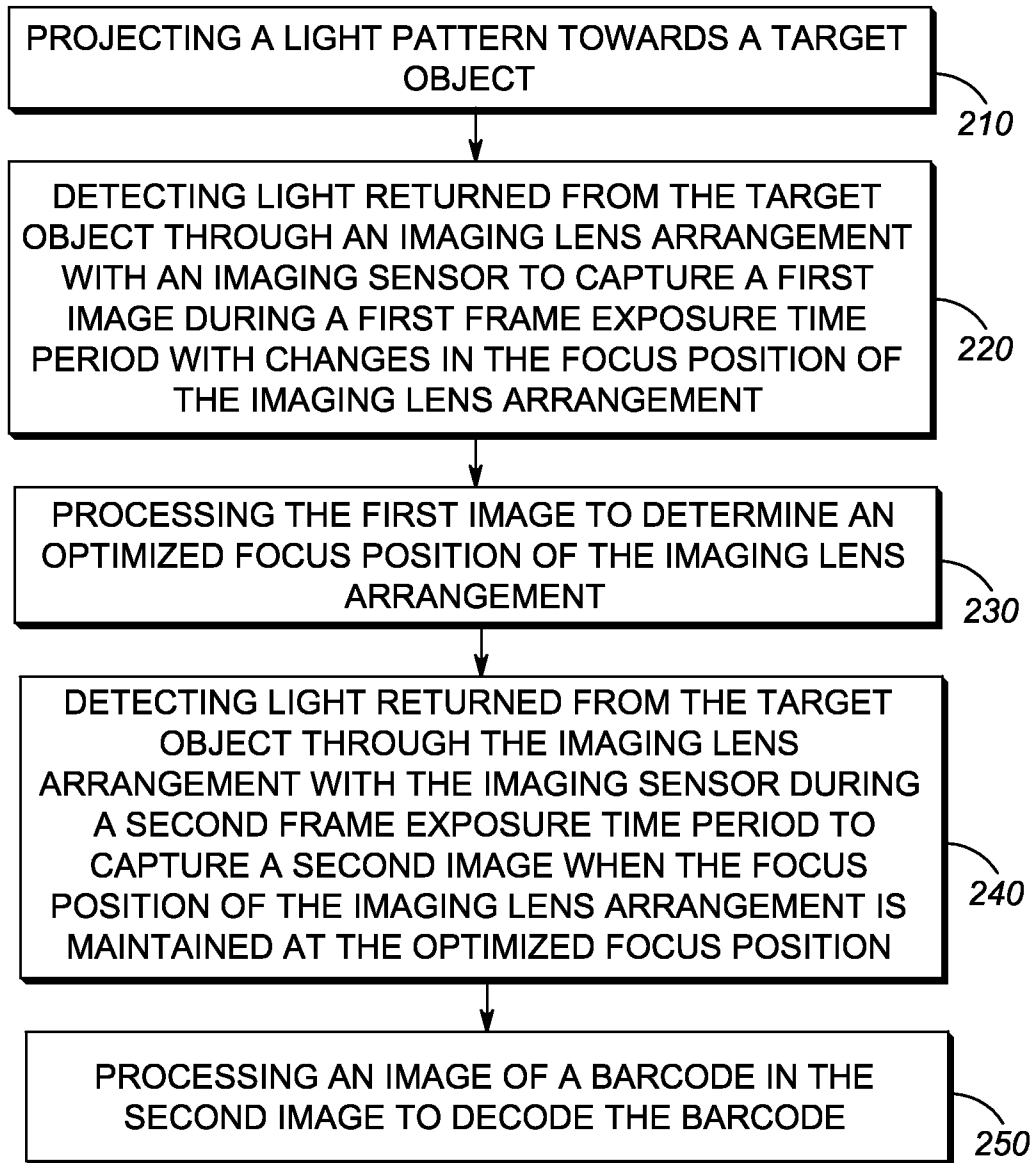 PROJECTING A LIGHT PATTERN TOWARDS A TARGET
OBJECT
210
DETECTING LIGHT RETURNED FROM THE TARGET
OBJECT THROUGH AN IMAGING LENS ARRANGEMENT
WITH AN IMAGING SENSOR TO CAPTURE A FIRST
IMAGE DURING A FIRST FRAME EXPOSURE TIME
PERIOD WITH CHANGES IN THE FOCUS POSITION OF
THE IMAGING LENS ARRANGEMENT
220
PROCESSING THE FIRST IMAGE TO DETERMINE AN
OPTIMIZED FOCUS POSITION OF THE IMAGING LENS
ARRANGEMENT
230
DETECTING LIGHT RETURNED FROM THE TARGET
OBJECT THROUGH THE IMAGING LENS
ARRANGEMENT WITH THE IMAGING SENSOR DURING
A SECOND FRAME EXPOSURE TIME PERIOD TO
CAPTURE A SECOND IMAGE WHEN THE FOCUS
POSITION OF THE IMAGING LENS ARRANGEMENT IS
MAINTAINED AT THE OPTIMIZED FOCUS POSITION
240
PROCESSING AN IMAGE OF A BARCODE IN THE
SECOND IMAGE TO DECODE THE BARCODE
250